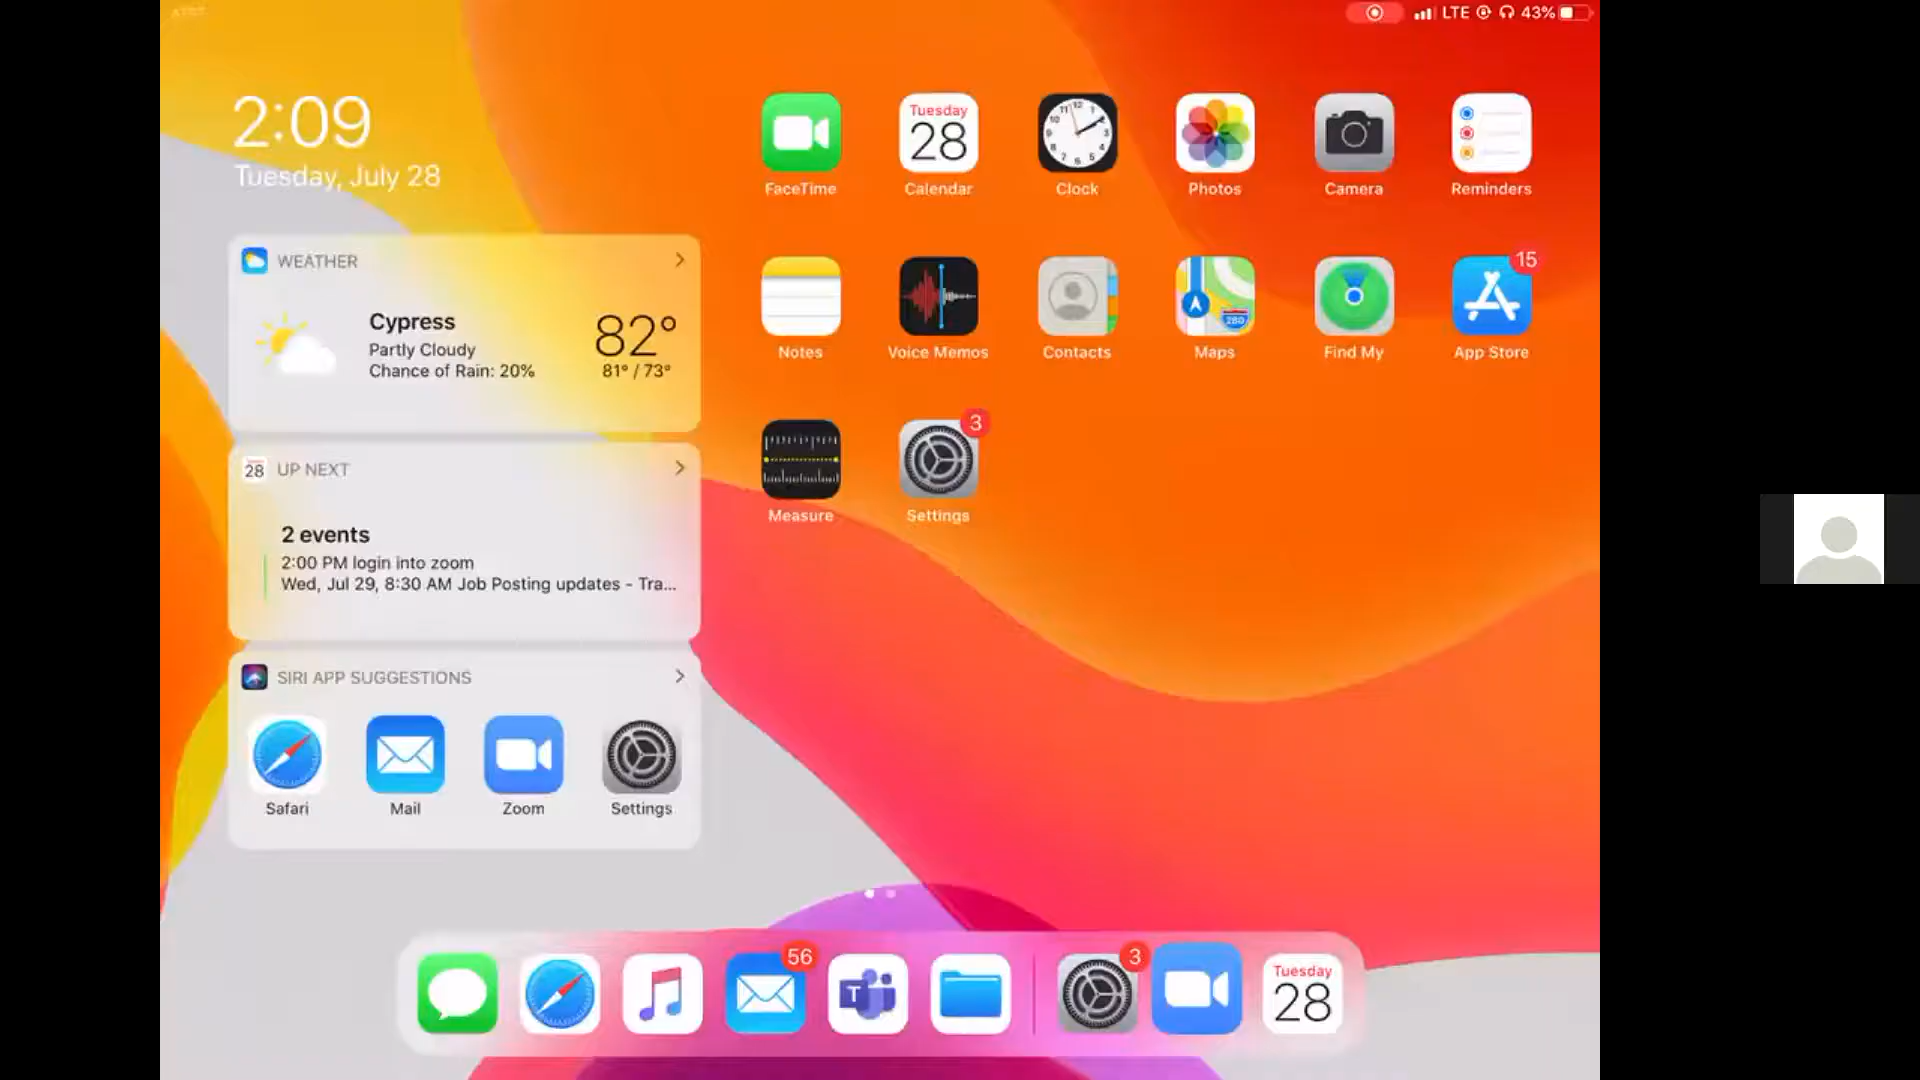 LTE 43%
2:09
Tuesday, July 28
WEATHER
Cypress
Partly Cloudy
Chance of Rain: 20%
82°
81° / 73°
28 UP NEXT
2 events
2:00 PM login into zoom
Wed, Jul 29, 8:30 AM Job Posting updates - Tra...
SIRI APP SUGGESTIONS
Safari Mail Zoom Settings
Tuesday
28
FaceTime Calendar Clock Photos Camera Reminders
280
15
Notes Voice Memos Contacts Maps Find My App Store
3
Measure Settings
56
T
3
Tuesday
28